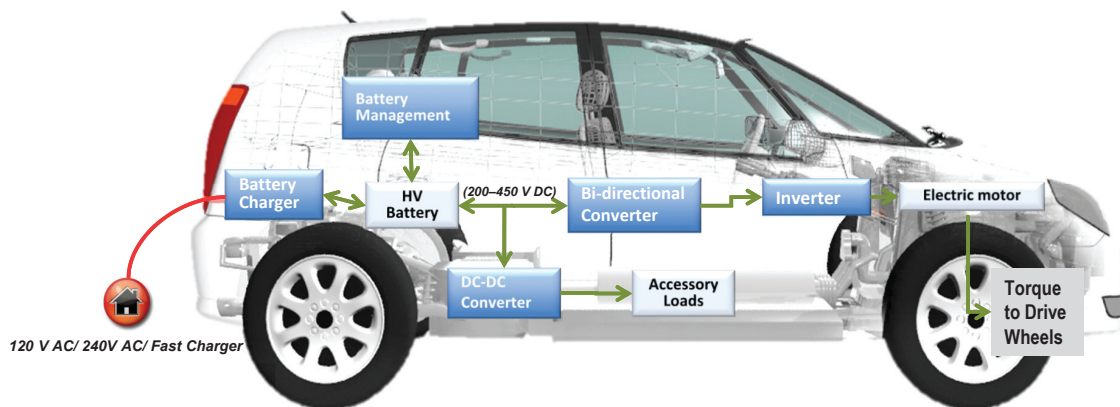 Battery
Management
Battery
Charger
HV
Battery
(200–450 V DC)
Bi-directional
Converter
Inverter
Electric motor
DC-DC
Converter
Accessory
Loads
Torque
to Drive
Wheels
120 V AC/ 240V AC/ Fast Charger